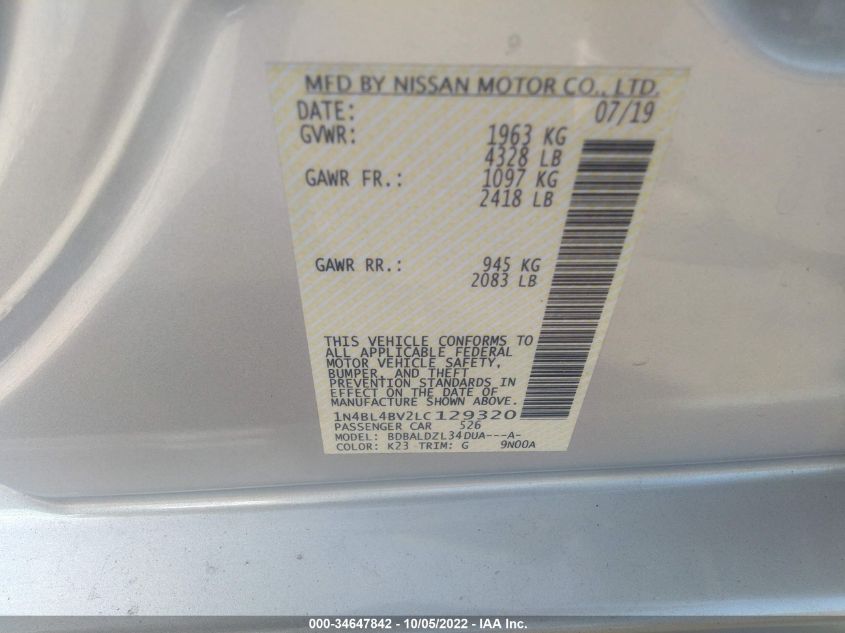 MFD BY NISSAN MOTOR CO., LTD.
DATE: 07/19
GVWR: 1963 KG
4328 LB
GAWR FR.: 1097 KG
2418 LB
GAWR RR.: 945 KG
2083 LB
THIS VEHICLE CONFORMS TO
ALL APPLICABLE FEDERAL
MOTOR VEHICLE SAFETY,
BUMPER, AND THEFT
PREVENTION STANDARDS IN
EFFECT ON THE DATE OF
MANUFACTURE SHOWN ABOVE.
1N4BL4BV2LC129320
PASSENGER CAR 526
MODEL: BDBALDZL34DUA---A-
COLOR: K23 TRIM: G 9N00A
000-34647842 - 10/05/2022 - IAA Inc.